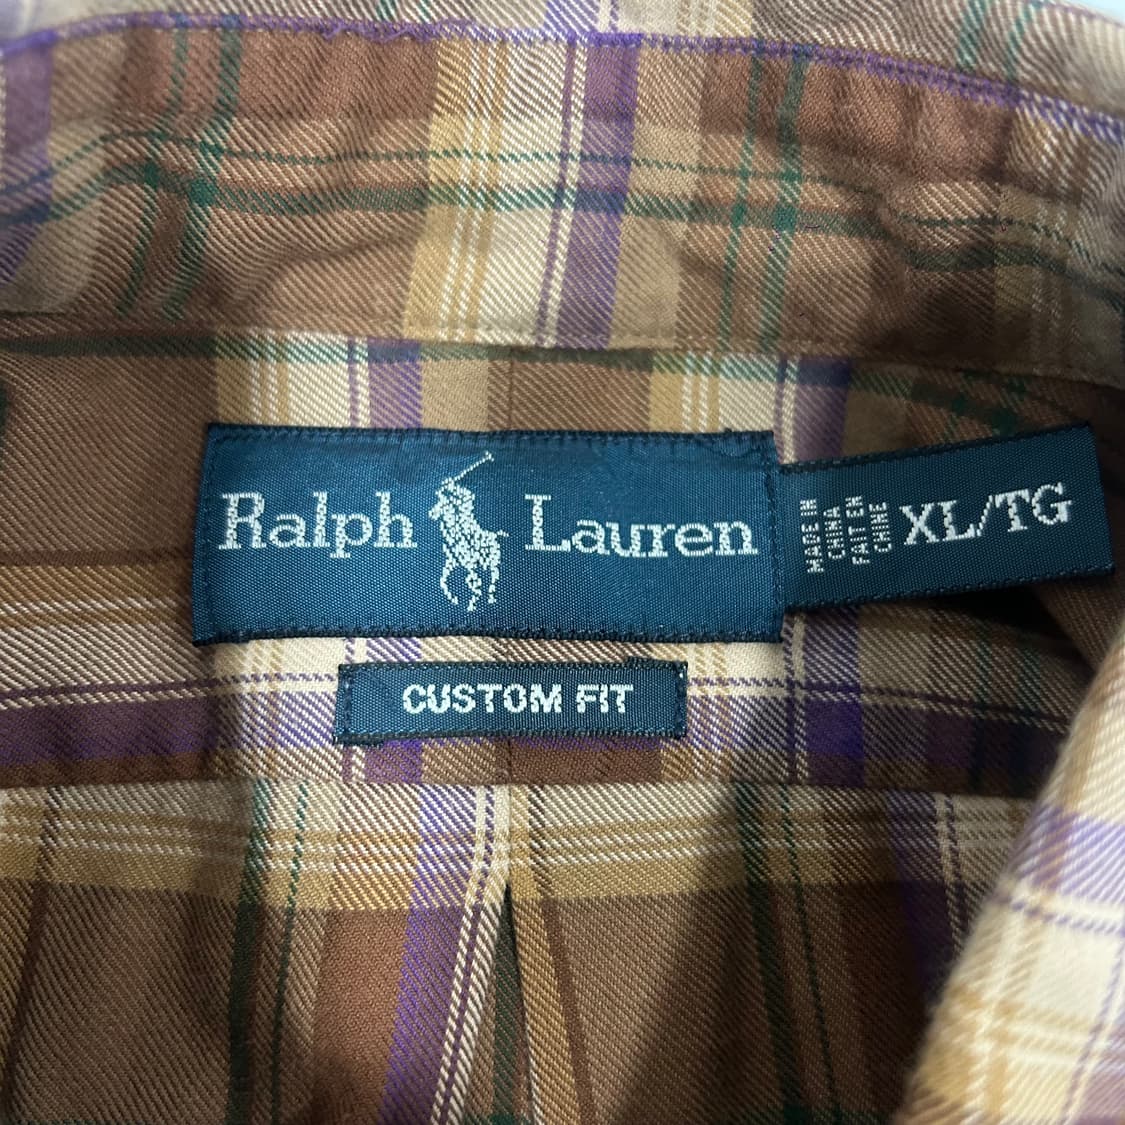 Ralph Lauren
MADE IN
CHINA
FAIT EN
CHINE
XL/TG
CUSTOM FIT